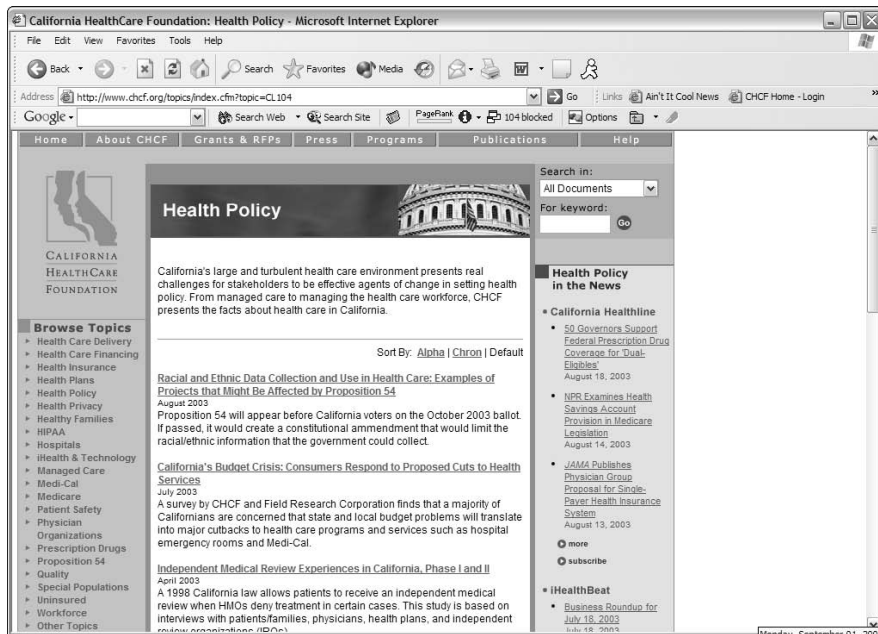 California HealthCare Foundation: Health Policy - Microsoft Internet Explorer
File Edit View Favorites Tools Help
Back Search Favorites Media
Address http://www.chcf.org/topics/index.cfm?topic=CL104 Go Links Ain't It Cool News CHCF Home - Login »
Google Search Web Search Site PageRank 104 blocked Options
Home About CHCF Grants & RFPs Press Programs Publications Help
CALIFORNIA
HEALTHCARE
FOUNDATION
Browse Topics
Health Care Delivery
Health Care Financing
Health Insurance
Health Plans
Health Policy
Health Privacy
Healthy Families
HIPAA
Hospitals
iHealth & Technology
Managed Care
Medi-Cal
Medicare
Patient Safety
Physician
Organizations
Prescription Drugs
Proposition 54
Quality
Special Populations
Uninsured
Workforce
Other Topics
Health Policy
California's large and turbulent health care environment presents real
challenges for stakeholders to be effective agents of change in setting health
policy. From managed care to managing the health care workforce, CHCF
presents the facts about health care in California.
Sort By: Alpha | Chron | Default
Racial and Ethnic Data Collection and Use in Health Care: Examples of
Projects that Might Be Affected by Proposition 54
August 2003
Proposition 54 will appear before California voters on the October 2003 ballot.
If passed, it would create a constitutional ammendment that would limit the
racial/ethnic information that the government could collect.
California's Budget Crisis: Consumers Respond to Proposed Cuts to Health
Services
July 2003
A survey by CHCF and Field Research Corporation finds that a majority of
Californians are concerned that state and local budget problems will translate
into major cutbacks to health care programs and services such as hospital
emergency rooms and Medi-Cal.
Independent Medical Review Experiences in California, Phase I and II
April 2003
A 1998 California law allows patients to receive an independent medical
review when HMOs deny treatment in certain cases. This study is based on
interviews with patients/families, physicians, health plans, and independent
review organizations (IROs).
Search in:
All Documents
For keyword:
Go
Health Policy
in the News
California Healthline
50 Governors Support
Federal Prescription Drug
Coverage for 'Dual-
Eligibles'
August 18, 2003
NPR Examines Health
Savings Account
Provision in Medicare
Legislation
August 14, 2003
JAMA Publishes
Physician Group
Proposal for Single-
Payer Health Insurance
System
August 13, 2003
more
subscribe
iHealthBeat
Business Roundup for
July 18, 2003
July 18, 2003
Monday, September 01, 200